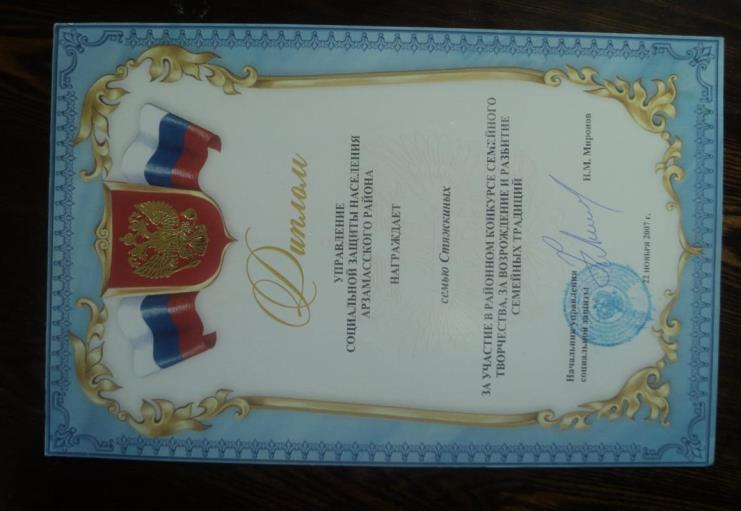 Диплом
УПРАВЛЕНИЕ
СОЦИАЛЬНОЙ ЗАЩИТЫ НАСЕЛЕНИЯ
АРЗАМАССКОГО РАЙОНА
НАГРАЖДАЕТ
семью Стяжкиных
ЗА УЧАСТИЕ В РАЙОННОМ КОНКУРСЕ СЕМЕЙНОГО
ТВОРЧЕСТВА, ЗА ВОЗРОЖДЕНИЕ И РАЗВИТИЕ
СЕМЕЙНЫХ ТРАДИЦИЙ
Начальник управления
социальной защиты Н.М. Миронов
22 ноября 2007 г.